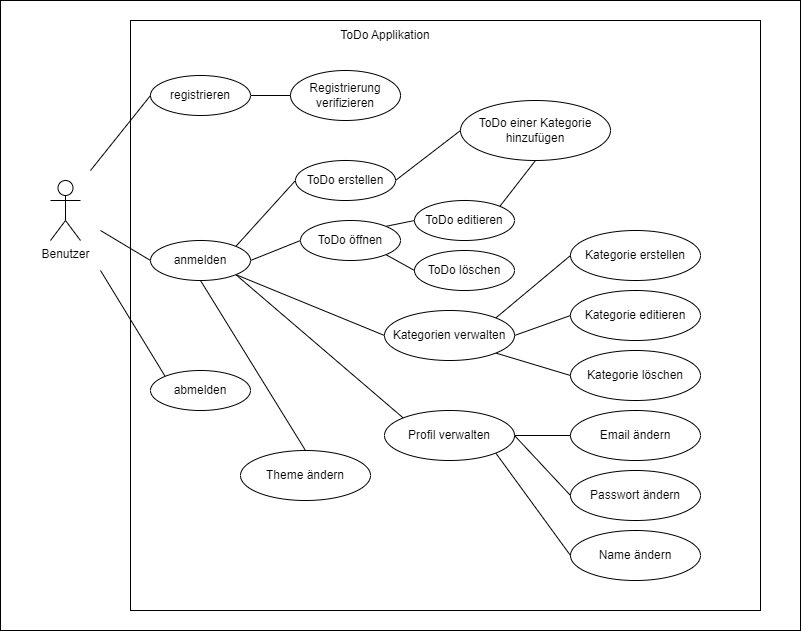 ToDo Applikation
registrieren
Registrierung
verifizieren
ToDo einer Kategorie
hinzufügen
ToDo erstellen
ToDo editieren
ToDo öffnen
Benutzer
anmelden
ToDo löschen
Kategorie erstellen
Kategorie editieren
Kategorien verwalten
Kategorie löschen
abmelden
Profil verwalten
Email ändern
Theme ändern
Passwort ändern
Name ändern